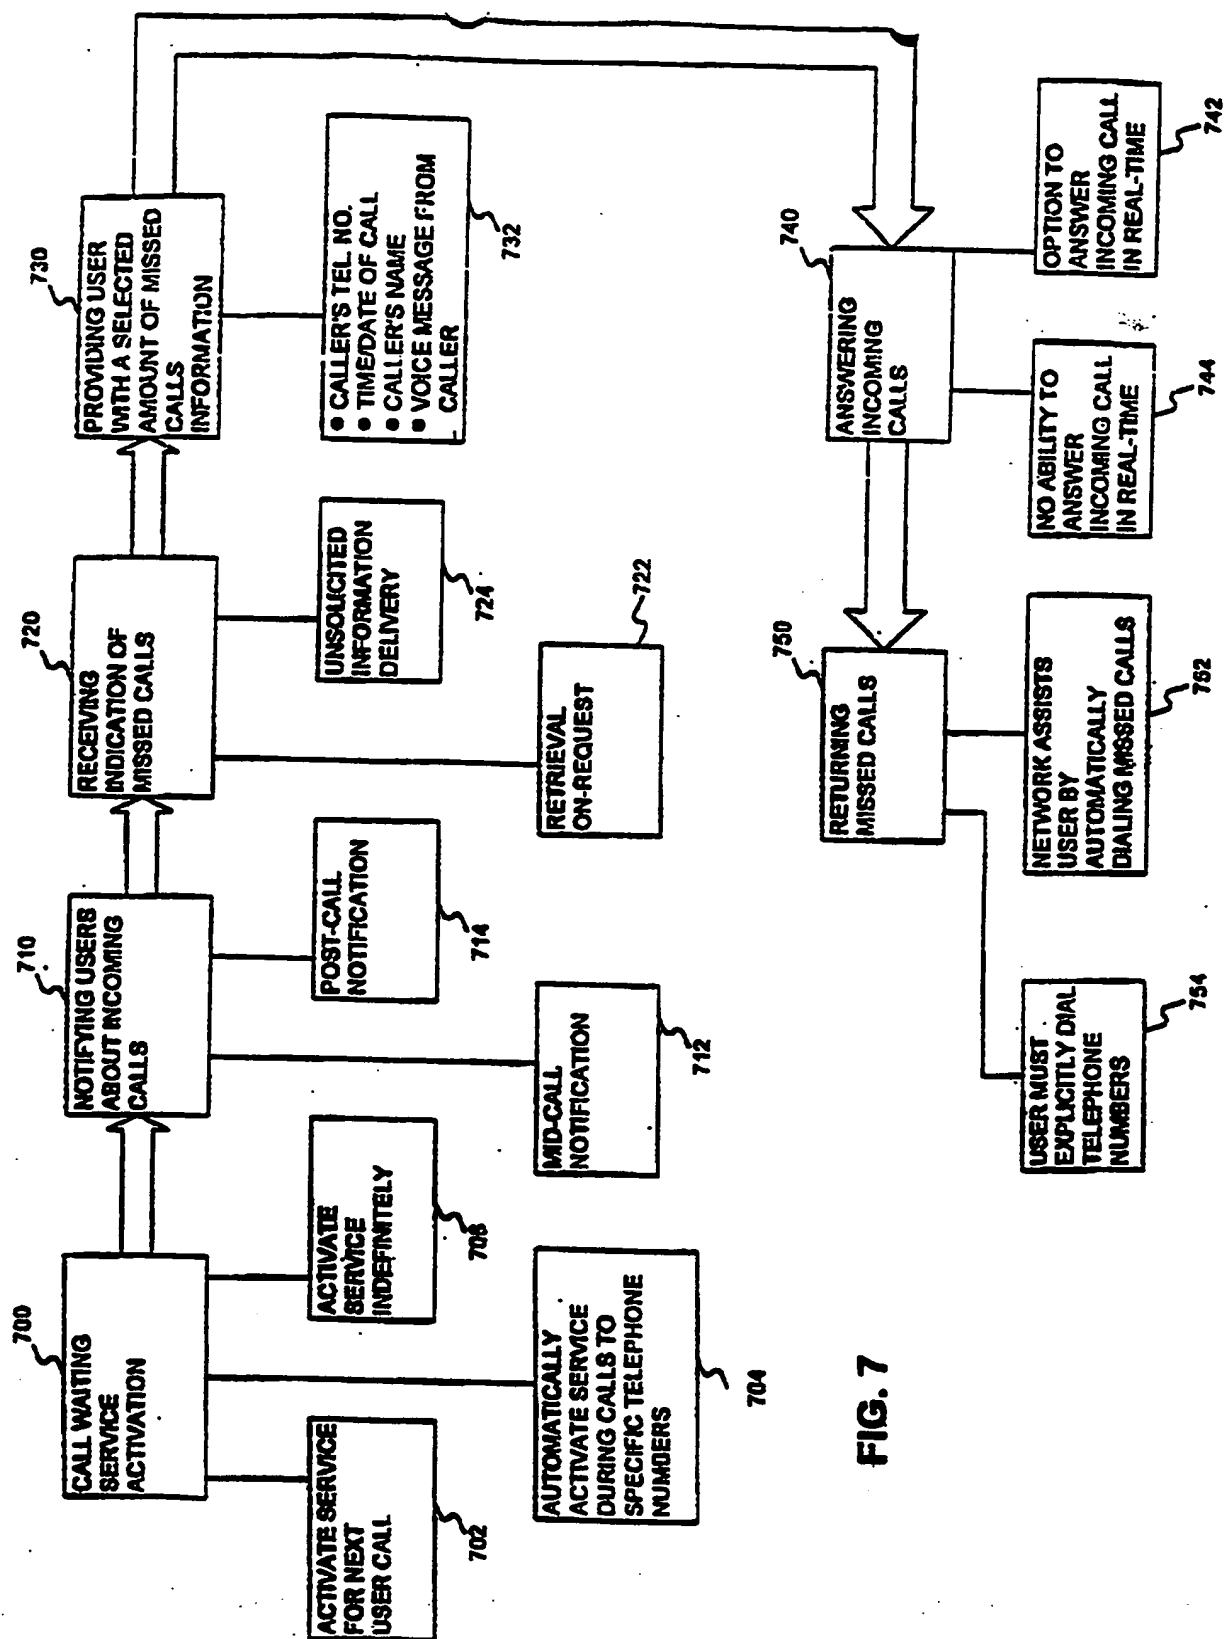 700
CALL WAITING
SERVICE
ACTIVATION
ACTIVATE SERVICE
FOR NEXT
USER CALL
702
AUTOMATICALLY
ACTIVATE SERVICE
DURING CALLS TO
SPECIFIC TELEPHONE
NUMBERS
704
ACTIVATE
SERVICE
INDEFINITELY
706
710
NOTIFYING USERS
ABOUT INCOMING
CALLS
MID-CALL
NOTIFICATION
712
POST-CALL
NOTIFICATION
714
720
RECEIVING
INDICATION OF
MISSED CALLS
RETRIEVAL
ON-REQUEST
722
UNSOLICITED
INFORMATION
DELIVERY
724
730
PROVIDING USER
WITH A SELECTED
AMOUNT OF MISSED
CALLS
INFORMATION
● CALLER'S TEL. NO.
● TIME/DATE OF CALL
● CALLER'S NAME
● VOICE MESSAGE FROM
CALLER
732
740
ANSWERING
INCOMING
CALLS
OPTION TO
ANSWER
INCOMING CALL
IN REAL-TIME
742
NO ABILITY TO
ANSWER
INCOMING CALL
IN REAL-TIME
744
750
RETURNING
MISSED CALLS
NETWORK ASSISTS
USER BY
AUTOMATICALLY
DIALING MISSED CALLS
752
USER MUST
EXPLICITLY DIAL
TELEPHONE
NUMBERS
754
FIG. 7